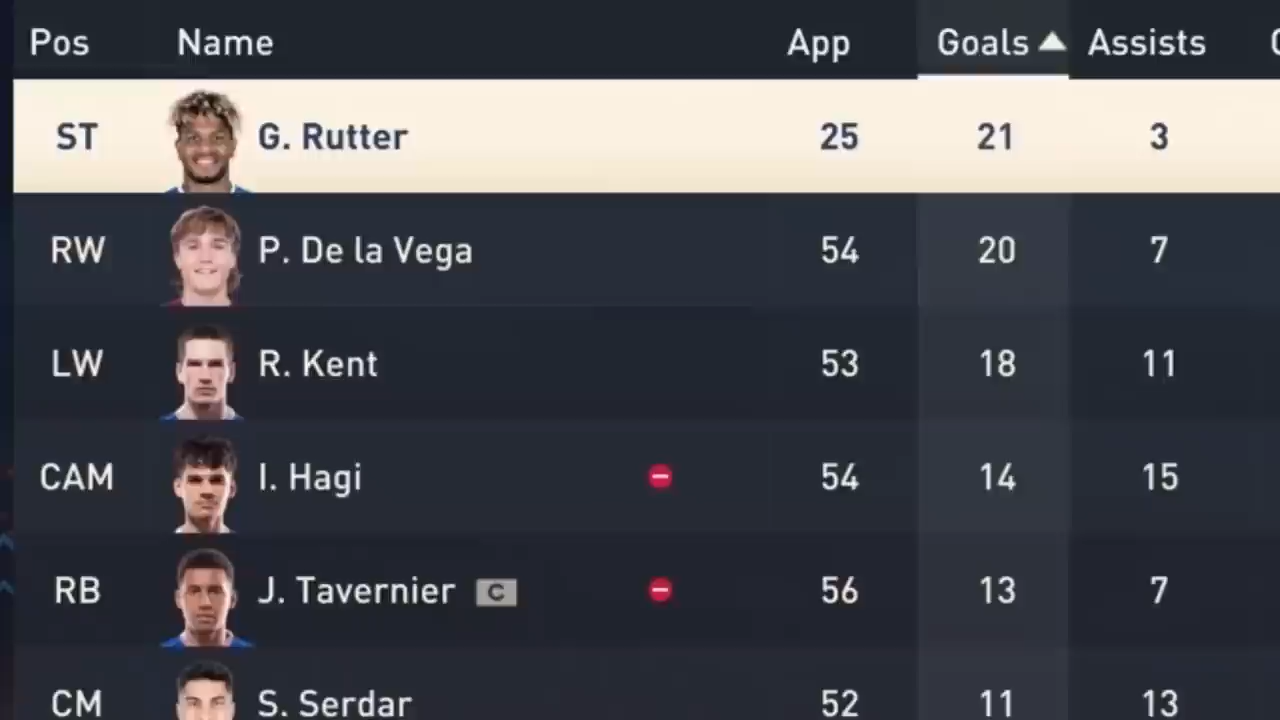 Pos Name App Goals Assists
ST G. Rutter 25 21 3
RW P. De la Vega 54 20 7
LW R. Kent 53 18 11
CAM I. Hagi 54 14 15
RB J. Tavernier C 56 13 7
CM S. Serdar 52 11 13